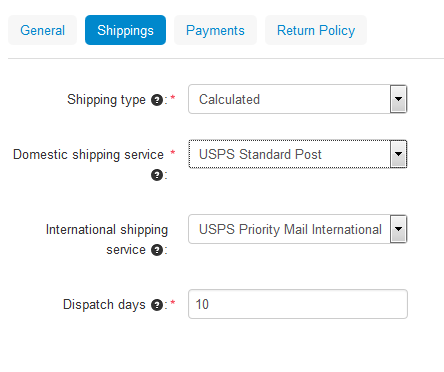 General Shippings Payments Return Policy
Shipping type ?: * Calculated
Domestic shipping service * USPS Standard Post
?:
International shipping USPS Priority Mail International
service ?:
Dispatch days ?: * 10